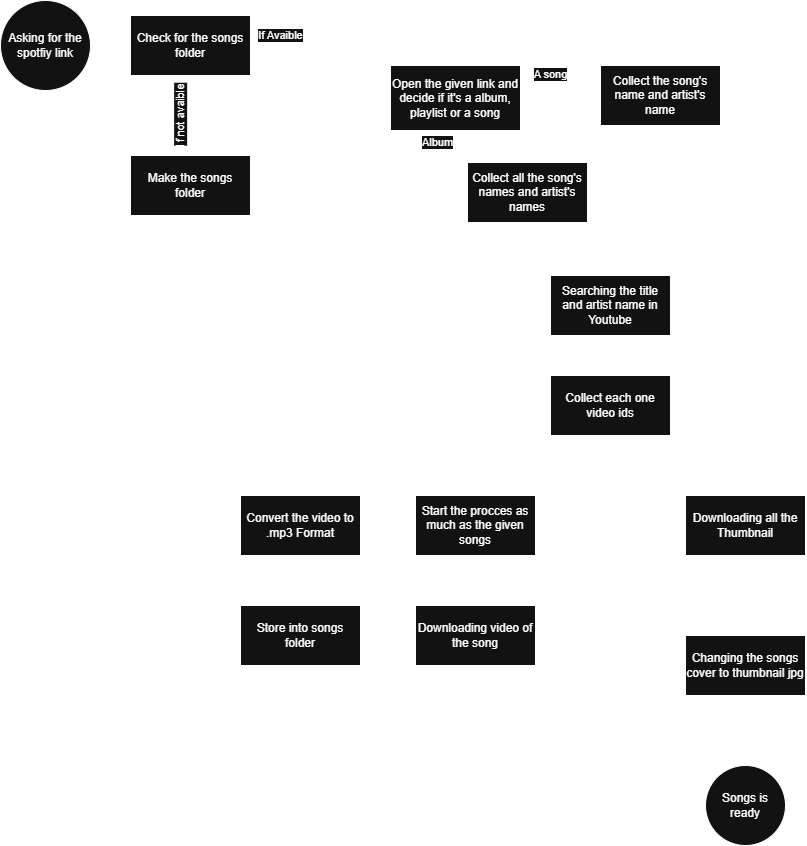 Asking for the
spotfiy link
Check for the songs
folder
If Avaible
If not avaible
Make the songs
folder
Open the given link and
decide if it's a album,
playlist or a song
A song
Collect the song's
name and artist's
name
Album
Collect all the song's
names and artist's
names
Searching the title
and artist name in
Youtube
Collect each one
video ids
Convert the video to
.mp3 Format
Start the procces as
much as the given
songs
Downloading all the
Thumbnail
Store into songs
folder
Downloading video of
the song
Changing the songs
cover to thumbnail jpg
Songs is
ready